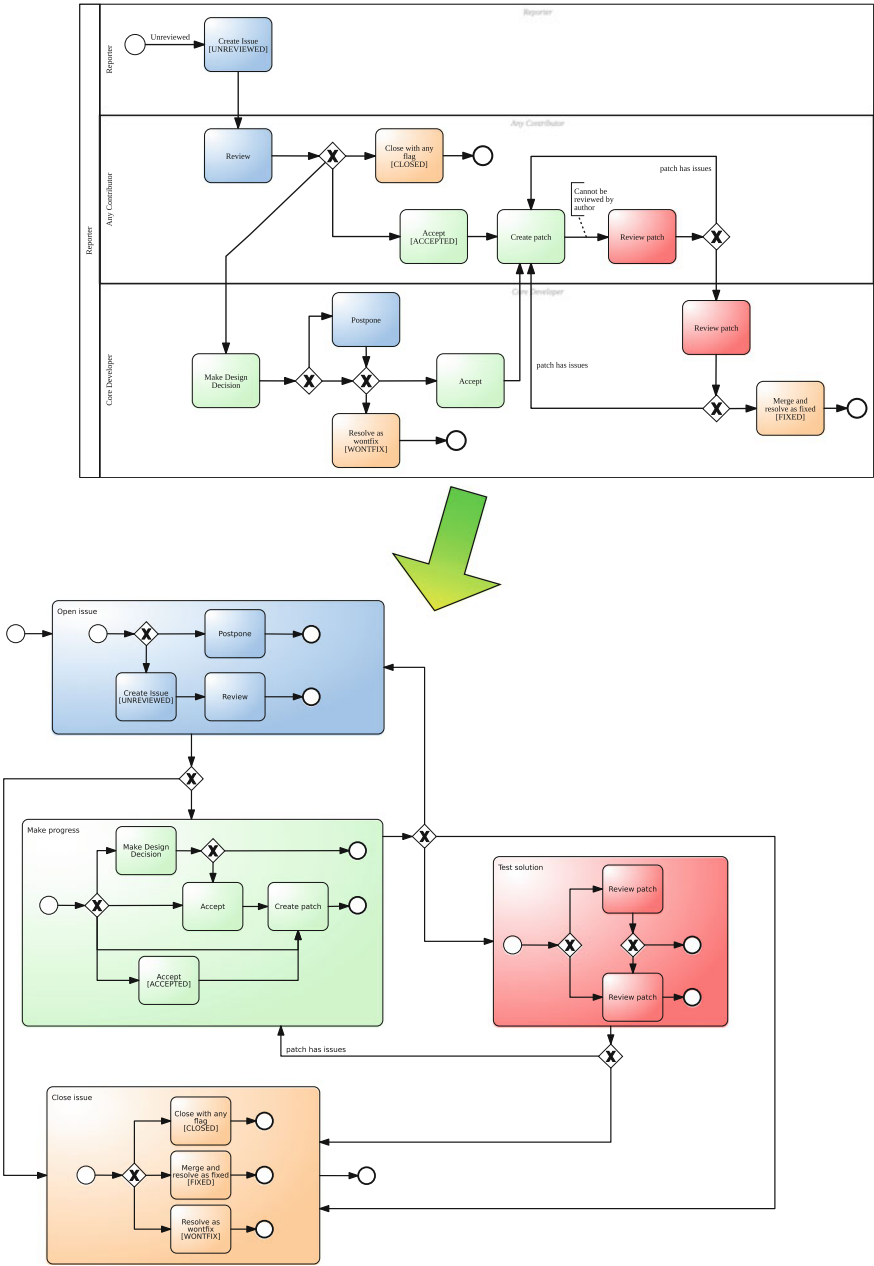 Reporter
Reporter
Reporter
Unreviewed
Create Issue
[UNREVIEWED]
Any Contributor
Any Contributor
Review
Close with any
flag
[CLOSED]
patch has issues
Cannot be
reviewed by
author
Accept
[ACCEPTED]
Create patch
Review patch
Core Developer
Core Developer
Postpone
Review patch
Make Design
Decision
Accept
patch has issues
Merge and
resolve as fixed
[FIXED]
Resolve as
wontfix
[WONTFIX]
Open issue
Postpone
Create Issue
[UNREVIEWED]
Review
Make progress
Make Design
Decision
Accept
Create patch
Accept
[ACCEPTED]
Test solution
Review patch
Review patch
patch has issues
Close issue
Close with any
flag
[CLOSED]
Merge and
resolve as fixed
[FIXED]
Resolve as
wontfix
[WONTFIX]